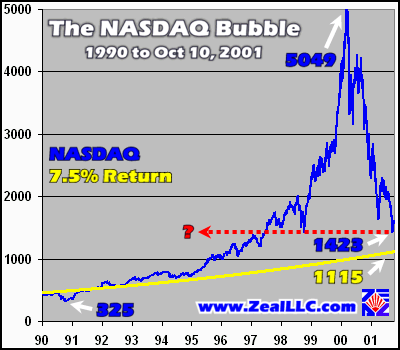 The NASDAQ Bubble
1990 to Oct 10, 2001
5000
4000
3000
2000
1000
0
5049
NASDAQ
7.5% Return
?
1423
1115
325
www.ZealLLC.com
90 91 92 93 94 95 96 97 98 99 00 01